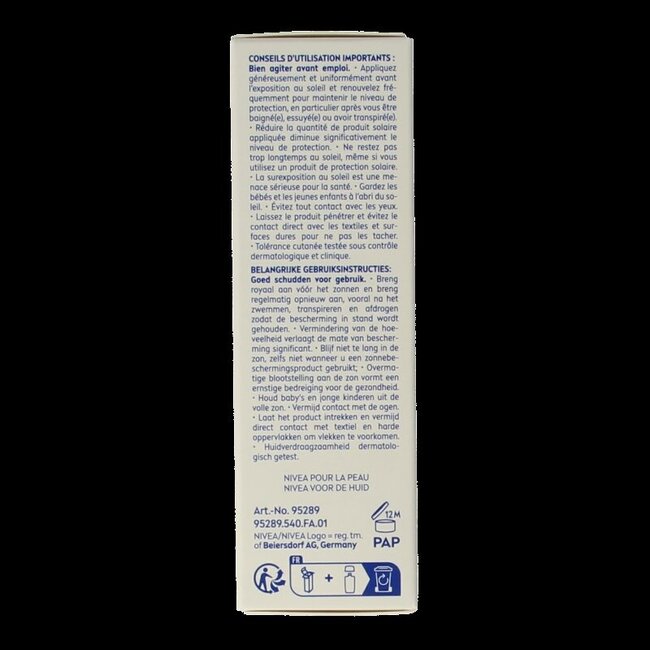 CONSEILS D'UTILISATION IMPORTANTS :
Bien agiter avant emploi. • Appliquez
généreusement et uniformément avant
l'exposition au soleil et renouvelez fré-
quemment pour maintenir le niveau de
protection, en particulier après vous être
baigné(e), essuyé(e) ou avoir transpiré(e).
• Réduire la quantité de produit solaire
appliquée diminue significativement le
niveau de protection. • Ne restez pas
trop longtemps au soleil, même si vous
utilisez un produit de protection solaire.
• La surexposition au soleil est une me-
nace sérieuse pour la santé. • Gardez les
bébés et les jeunes enfants à l'abri du so-
leil. • Évitez tout contact avec les yeux.
• Laissez le produit pénétrer et évitez le
contact direct avec les textiles et sur-
faces dures pour ne pas les tacher.
• Tolérance cutanée testée sous contrôle
dermatologique et clinique.
BELANGRIJKE GEBRUIKSINSTRUCTIES:
Goed schudden voor gebruik. • Breng
royaal aan vóór het zonnen en breng
regelmatig opnieuw aan, vooral na het
zwemmen, transpireren en afdrogen
zodat de bescherming in stand wordt
gehouden. • Vermindering van de hoe-
veelheid verlaagt de mate van bescher-
ming significant. • Blijf niet te lang in de
zon, zelfs niet wanneer u een zonnebe-
schermingsproduct gebruikt; • Overma-
tige blootstelling aan de zon vormt een
ernstige bedreiging voor de gezondheid.
• Houd baby's en jonge kinderen uit de
volle zon. • Vermijd contact met de ogen.
• Laat het product intrekken en vermijd
direct contact met textiel en harde
oppervlakken om vlekken te voorkomen.
• Huidverdraagzaamheid dermatolo-
gisch getest.
NIVEA POUR LA PEAU
NIVEA VOOR DE HUID
Art.-No. 95289
95289.540.FA.01
NIVEA/NIVEA Logo = reg. tm.
of Beiersdorf AG, Germany
12M
PAP
FR
+